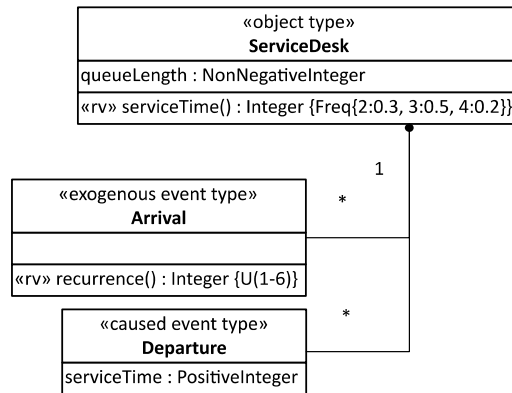 «object type»
ServiceDesk
queueLength : NonNegativeInteger
«rv» serviceTime() : Integer {Freq{2:0.3, 3:0.5, 4:0.2}}
1
«exogenous event type»
Arrival
*
«rv» recurrence() : Integer {U(1-6)}
«caused event type»
Departure
*
serviceTime : PositiveInteger